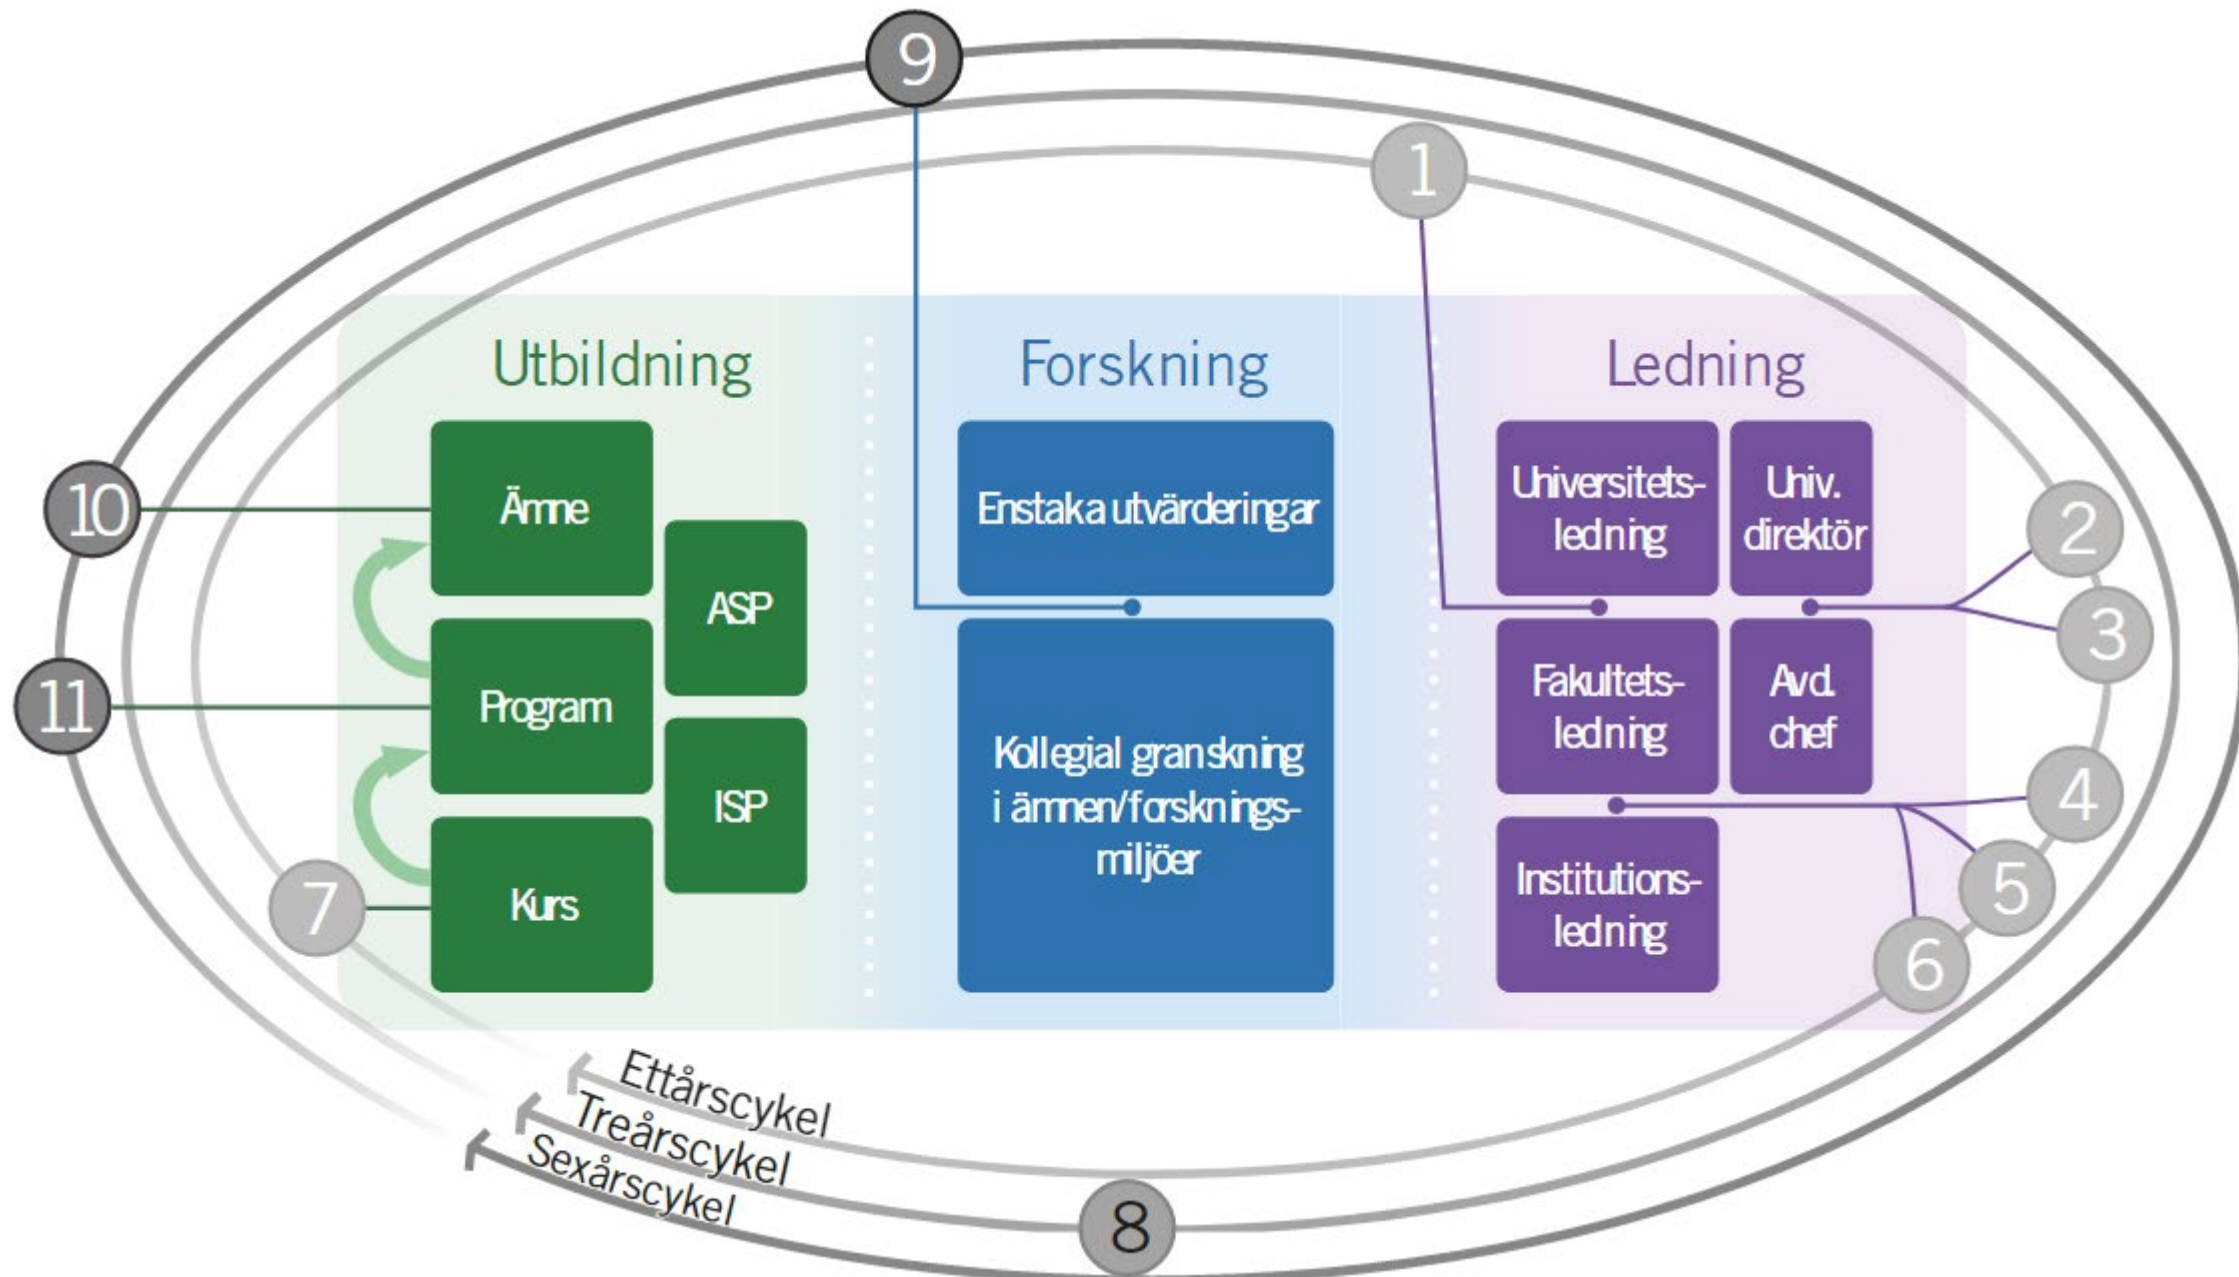 9
1
Utbildning
Forskning
Ledning
10
Ämne
ASP
Enstaka utvärderingar
Universitets-
ledning
Univ.
direktör
2
3
11
Program
ISP
Kollegial granskning
i ämnen/forsknings-
miljöer
Fakultets-
ledning
Avd.
chef
4
7
Kurs
Institutions-
ledning
5
6
Ettårscykel
Treårscykel
Sexårscykel
8